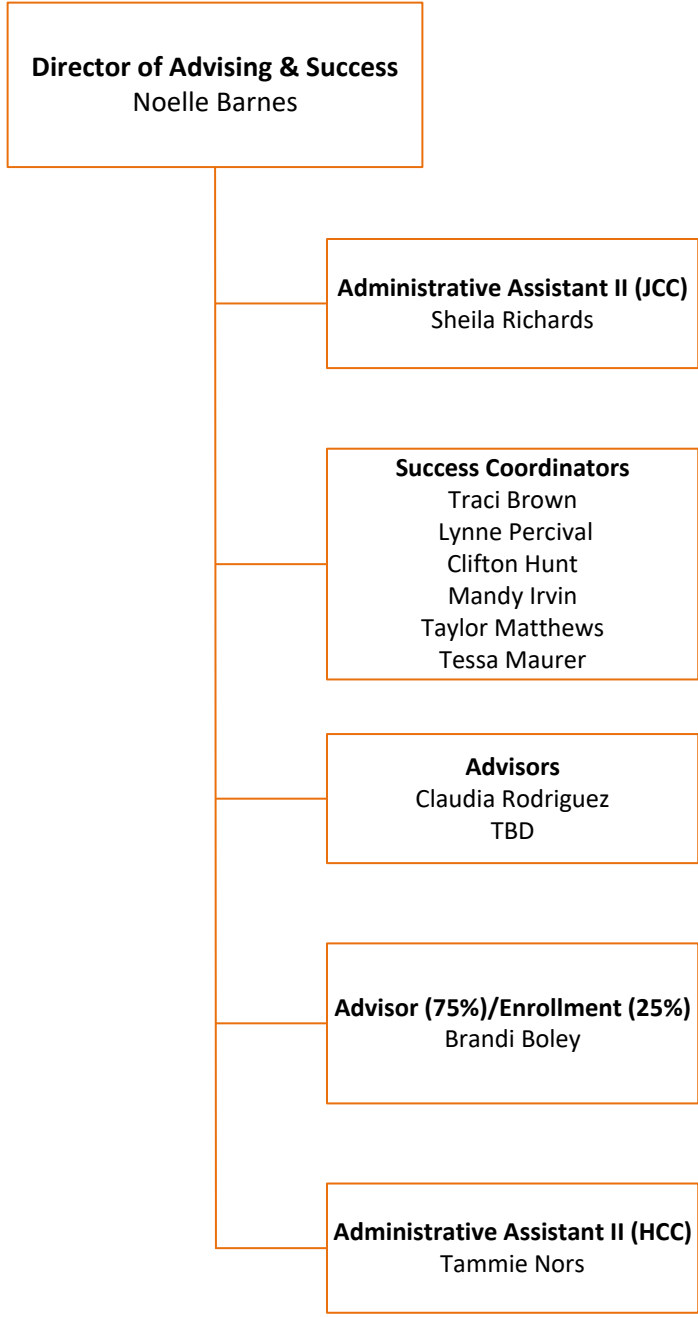 Director of Advising & Success
Noelle Barnes
Administrative Assistant II (JCC)
Sheila Richards
Success Coordinators
Traci Brown
Lynne Percival
Clifton Hunt
Mandy Irvin
Taylor Matthews
Tessa Maurer
Advisors
Claudia Rodriguez
TBD
Advisor (75%)/Enrollment (25%)
Brandi Boley
Administrative Assistant II (HCC)
Tammie Nors